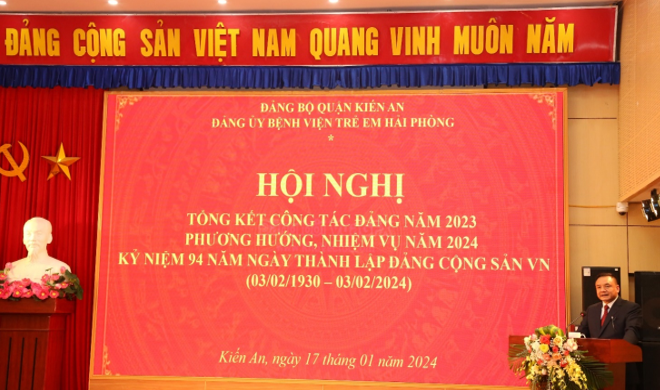 ĐẢNG CỘNG SẢN VIỆT NAM QUANG VINH MUÔN NĂM
ĐẢNG BỘ QUẬN KIẾN AN
ĐẢNG ỦY BỆNH VIỆN TRẺ EM HẢI PHÒNG
*
HỘI NGHỊ
TỔNG KẾT CÔNG TÁC ĐẢNG NĂM 2023
PHƯƠNG HƯỚNG, NHIỆM VỤ NĂM 2024
KỶ NIỆM 94 NĂM NGÀY THÀNH LẬP ĐẢNG CỘNG SẢN VN
(03/02/1930 – 03/02/2024)
Kiến An, ngày 17 tháng 01 năm 2024